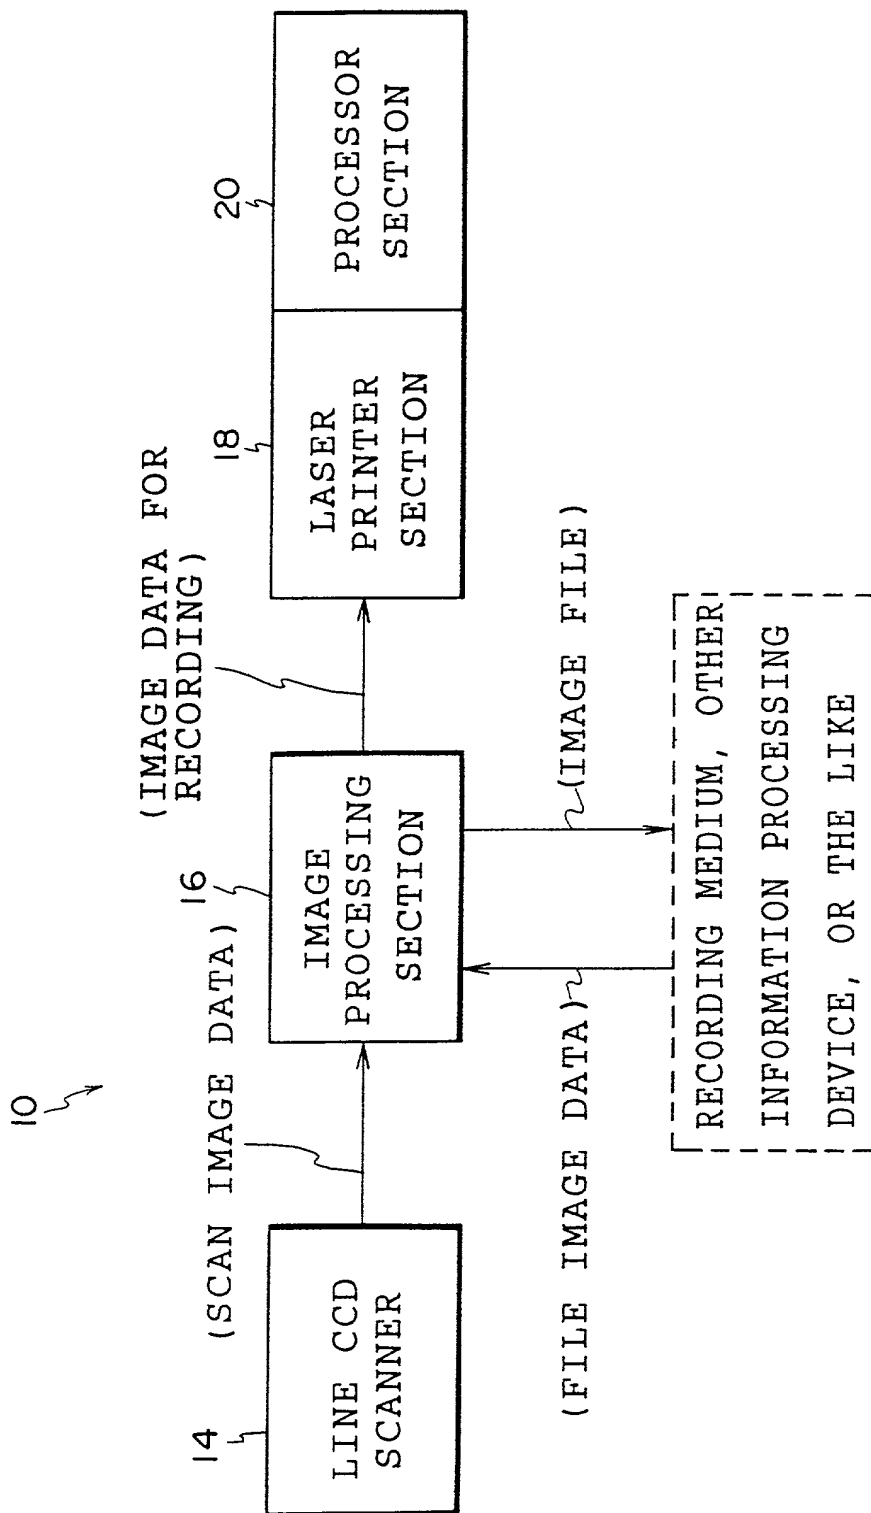 10
(SCAN IMAGE DATA)
(IMAGE DATA FOR
RECORDING)
14
LINE CCD
SCANNER
16
IMAGE
PROCESSING
SECTION
18
LASER
PRINTER
SECTION
20
PROCESSOR
SECTION
(FILE IMAGE DATA)
(IMAGE FILE)
RECORDING MEDIUM, OTHER
INFORMATION PROCESSING
DEVICE, OR THE LIKE